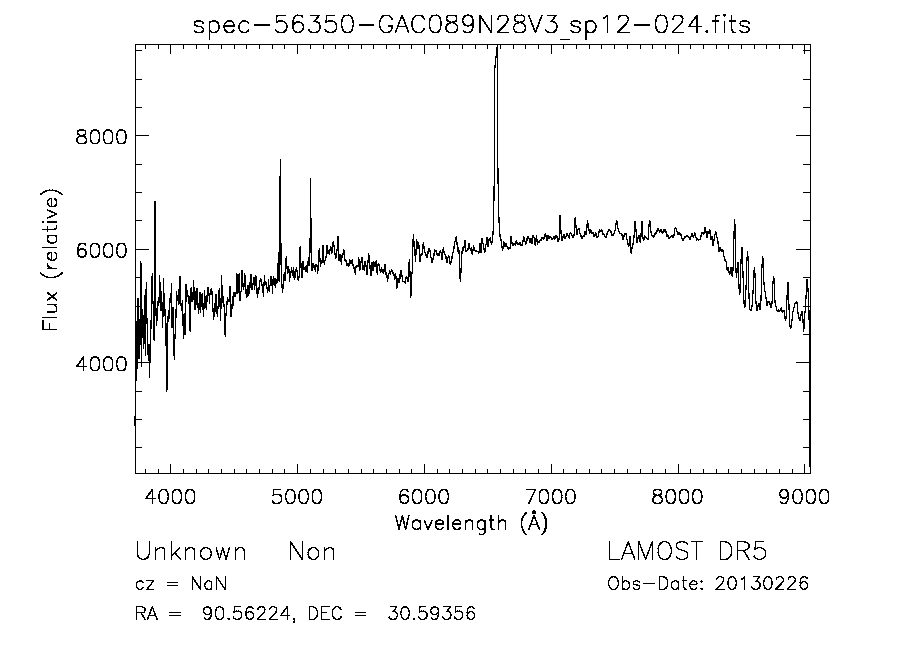 spec-56350-GAC089N28V3_sp12-024.fits
8000
6000
4000
Flux (relative)
4000 5000 6000 7000 8000 9000
Wavelength (Å)
Unknown Non LAMOST DR5
cz = NaN Obs-Date: 20130226
RA = 90.56224, DEC = 30.59356